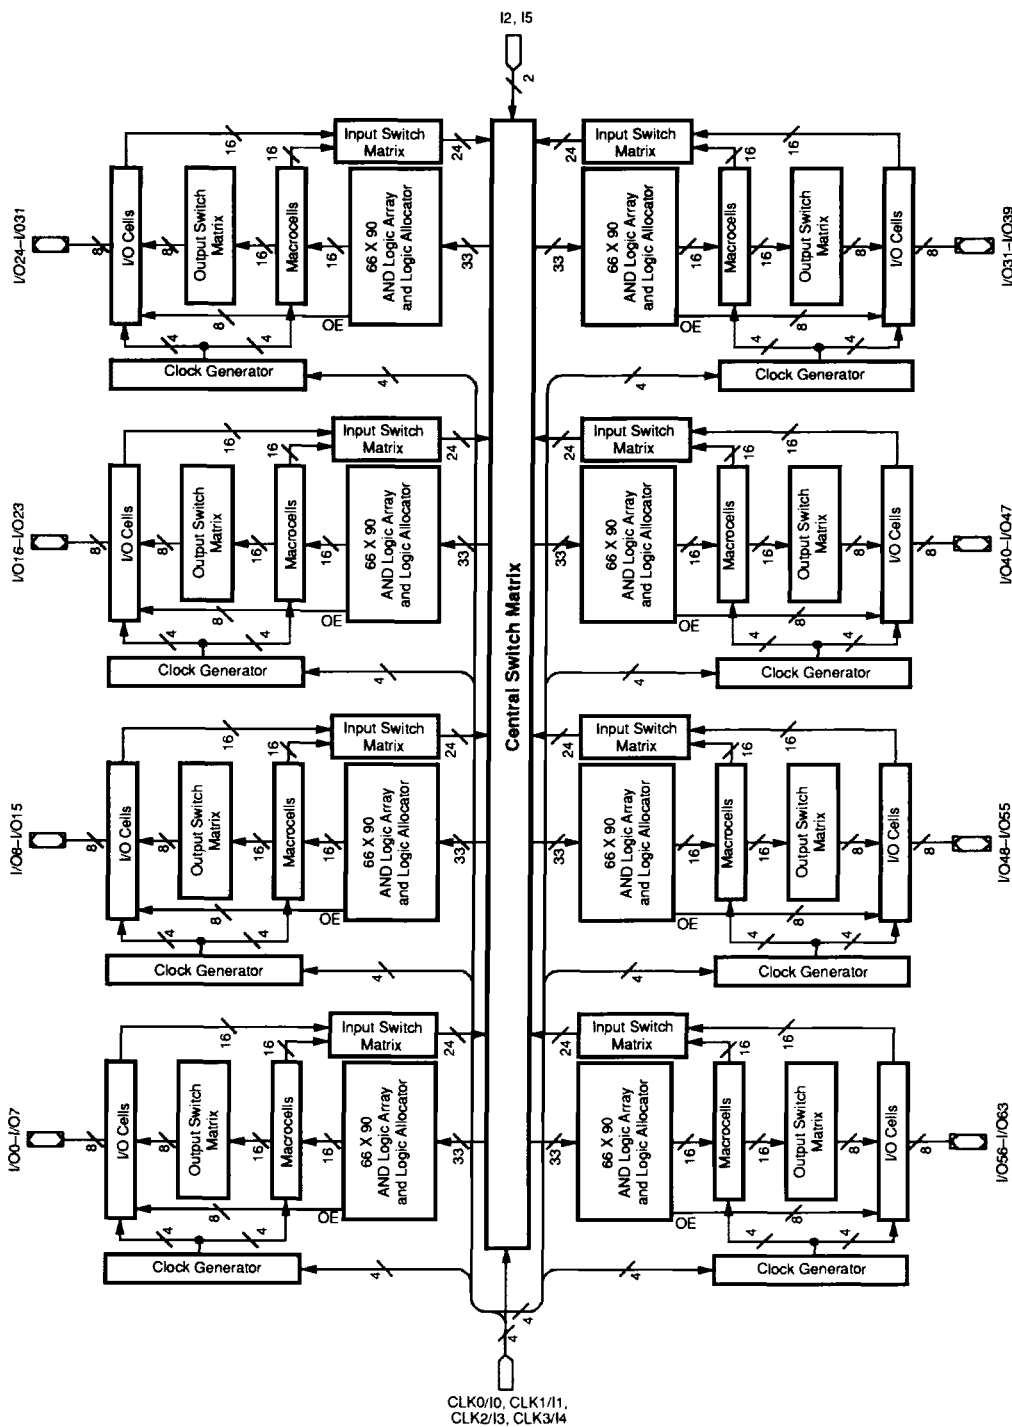 I2, I5
2
Central Switch Matrix
I/O24–I/031
8
I/O Cells
8
Output Switch
Matrix
16
Macrocells
16
66 X 90
AND Logic Array
and Logic Allocator
33
16
16
Input Switch
Matrix
24
OE
8
4
4
Clock Generator
4
Input Switch
Matrix
24
16
16
33
66 X 90
AND Logic Array
and Logic Allocator
16
Macrocells
16
Output Switch
Matrix
8
I/O Cells
8
I/O31–I/O39
OE
8
4
4
Clock Generator
4
I/O16–I/O23
8
I/O Cells
8
Output Switch
Matrix
16
Macrocells
16
66 X 90
AND Logic Array
and Logic Allocator
33
16
16
Input Switch
Matrix
24
OE
8
4
4
Clock Generator
4
Input Switch
Matrix
24
16
16
33
66 X 90
AND Logic Array
and Logic Allocator
16
Macrocells
16
Output Switch
Matrix
8
I/O Cells
8
I/O40–I/O47
OE
8
4
4
Clock Generator
4
I/O8–I/O15
8
I/O Cells
8
Output Switch
Matrix
16
Macrocells
16
66 X 90
AND Logic Array
and Logic Allocator
33
16
16
Input Switch
Matrix
24
OE
8
4
4
Clock Generator
4
Input Switch
Matrix
24
16
16
33
66 X 90
AND Logic Array
and Logic Allocator
16
Macrocells
16
Output Switch
Matrix
8
I/O Cells
8
I/O48–I/O55
OE
8
4
4
Clock Generator
4
I/O0–I/O7
8
I/O Cells
8
Output Switch
Matrix
16
Macrocells
16
66 X 90
AND Logic Array
and Logic Allocator
33
16
16
Input Switch
Matrix
24
OE
8
4
4
Clock Generator
4
Input Switch
Matrix
24
16
16
33
66 X 90
AND Logic Array
and Logic Allocator
16
Macrocells
16
Output Switch
Matrix
8
I/O Cells
8
I/O56–I/O63
OE
8
4
4
Clock Generator
4
4
4
CLK0/I0, CLK1/I1,
CLK2/I3, CLK3/I4